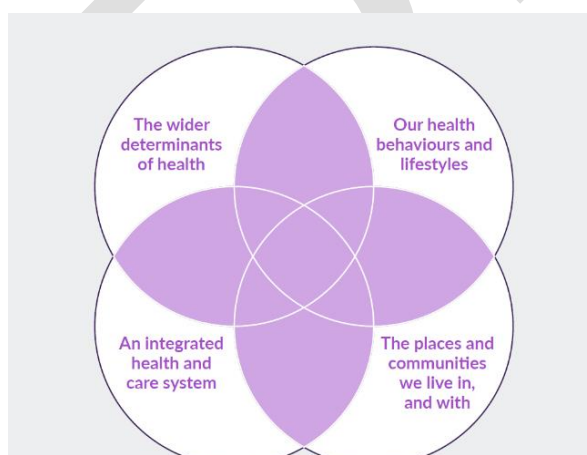 The wider
determinants
of health
Our health
behaviours and
lifestyles
An integrated
health and
care system
The places and
communities
we live in,
and with